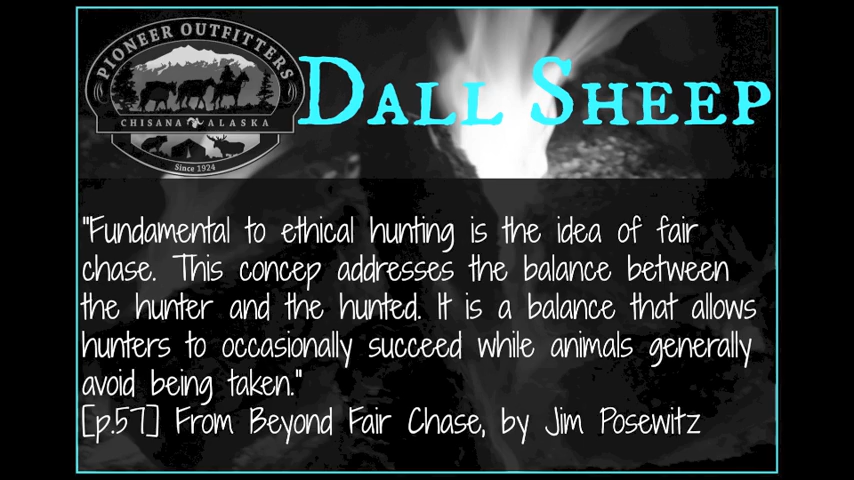 PIONEER OUTFITTERS
CHISANA ALASKA
Since 1924
DALL SHEEP
"Fundamental to ethical hunting is the idea of fair
chase. This concep addresses the balance between
the hunter and the hunted. It is a balance that allows
hunters to occasionally succeed while animals generally
avoid being taken."
[p.57] From Beyond Fair Chase, by Jim Posewitz